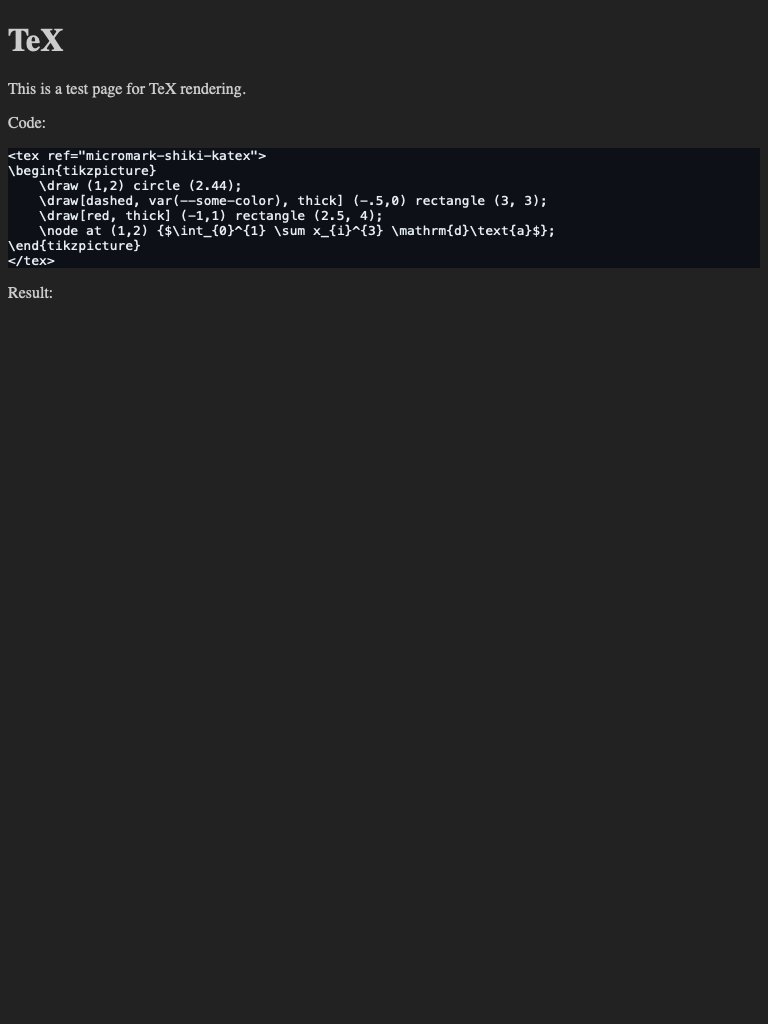 TeX
This is a test page for TeX rendering.
Code:
<tex ref="micromark-shiki-katex">
\begin{tikzpicture}
    \draw (1,2) circle (2.44);
    \draw[dashed, var(--some-color), thick] (-.5,0) rectangle (3, 3);
    \draw[red, thick] (-1,1) rectangle (2.5, 4);
    \node at (1,2) {$\int_{0}^{1} \sum x_{i}^{3} \mathrm{d}\text{a}$};
\end{tikzpicture}
</tex>
Result: